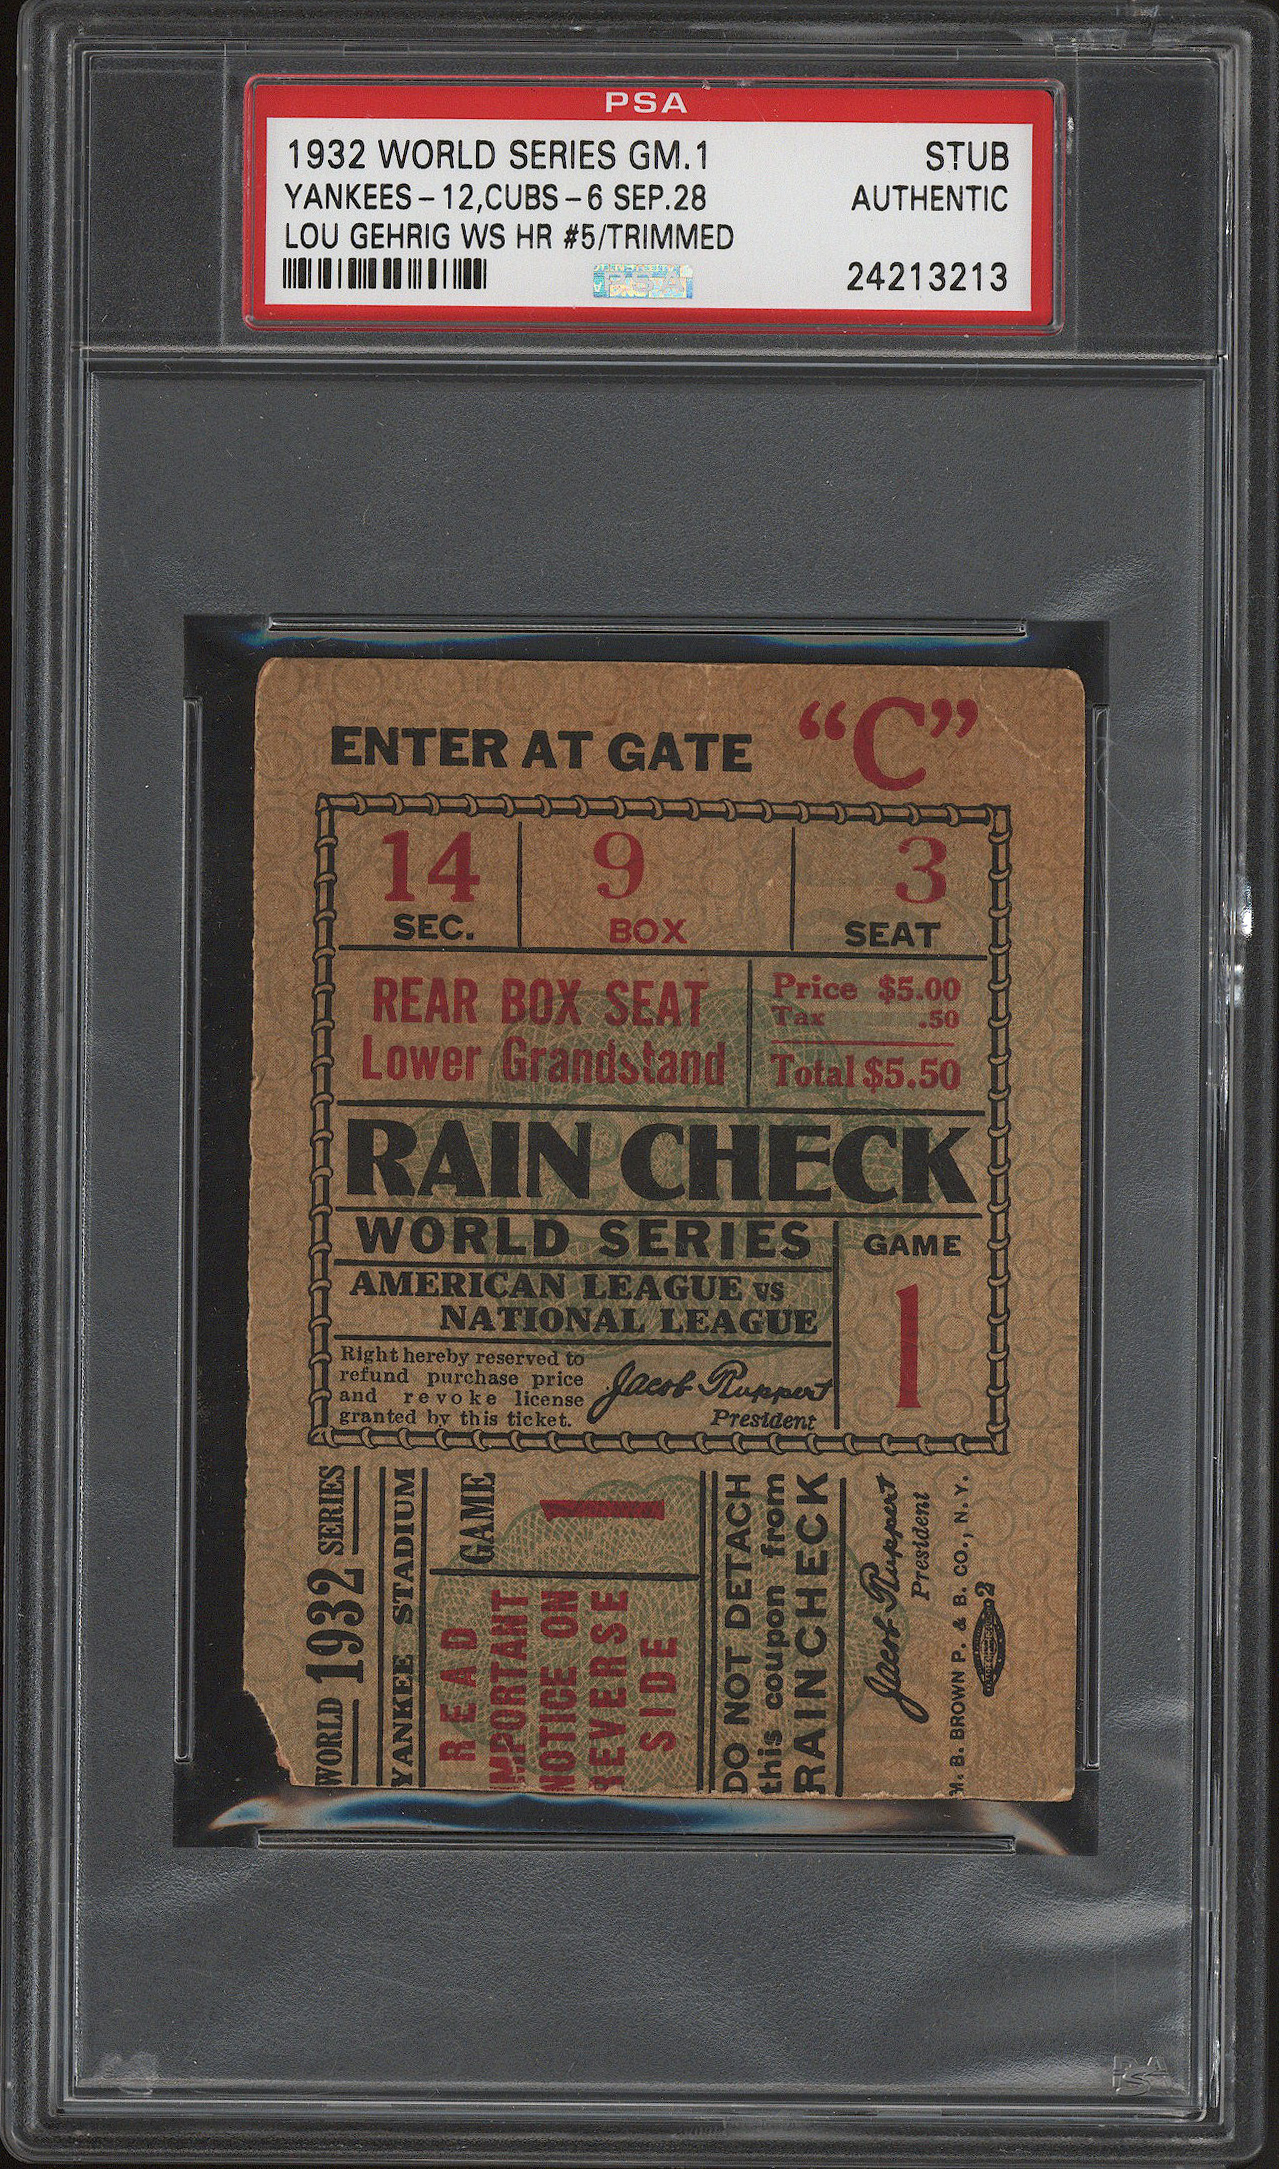 PSA
1932 WORLD SERIES GM.1 STUB
YANKEES-12,CUBS-6 SEP.28 AUTHENTIC
LOU GEHRIG WS HR #5/TRIMMED
PSA
24213213
ENTER AT GATE "C"
14 SEC.
9 BOX
3 SEAT
REAR BOX SEAT
Lower Grandstand
Price $5.00
Tax .50
Total $5.50
RAIN CHECK
WORLD SERIES
AMERICAN LEAGUE vs
NATIONAL LEAGUE
GAME
1
Right hereby reserved to
refund purchase price
and revoke license
granted by this ticket.
Jacob Ruppert
President
WORLD 1932 SERIES
YANKEE STADIUM
GAME 1
READ
IMPORTANT
NOTICE ON
REVERSE
SIDE
DO NOT DETACH
this coupon from
RAINCHECK
Jacob Ruppert
President
M. B. BROWN P. & B. CO., N. Y.
2
PSA